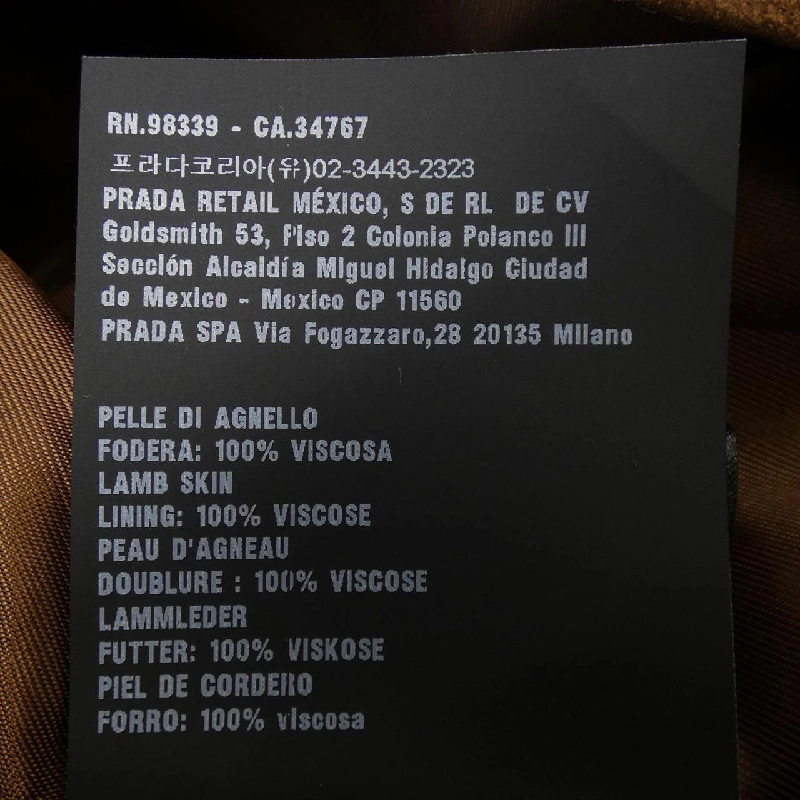 RN.98339 - CA.34767
프라다코리아(유)02-3443-2323
PRADA RETAIL MÉXICO, S DE RL DE CV
Goldsmith 53, Piso 2 Colonia Polanco III
Sección Alcaldía Miguel Hidalgo Ciudad
de Mexico - Mexico CP 11560
PRADA SPA Via Fogazzaro,28 20135 Milano
PELLE DI AGNELLO
FODERA: 100% VISCOSA
LAMB SKIN
LINING: 100% VISCOSE
PEAU D'AGNEAU
DOUBLURE : 100% VISCOSE
LAMMLEDER
FUTTER: 100% VISKOSE
PIEL DE CORDERO
FORRO: 100% viscosa